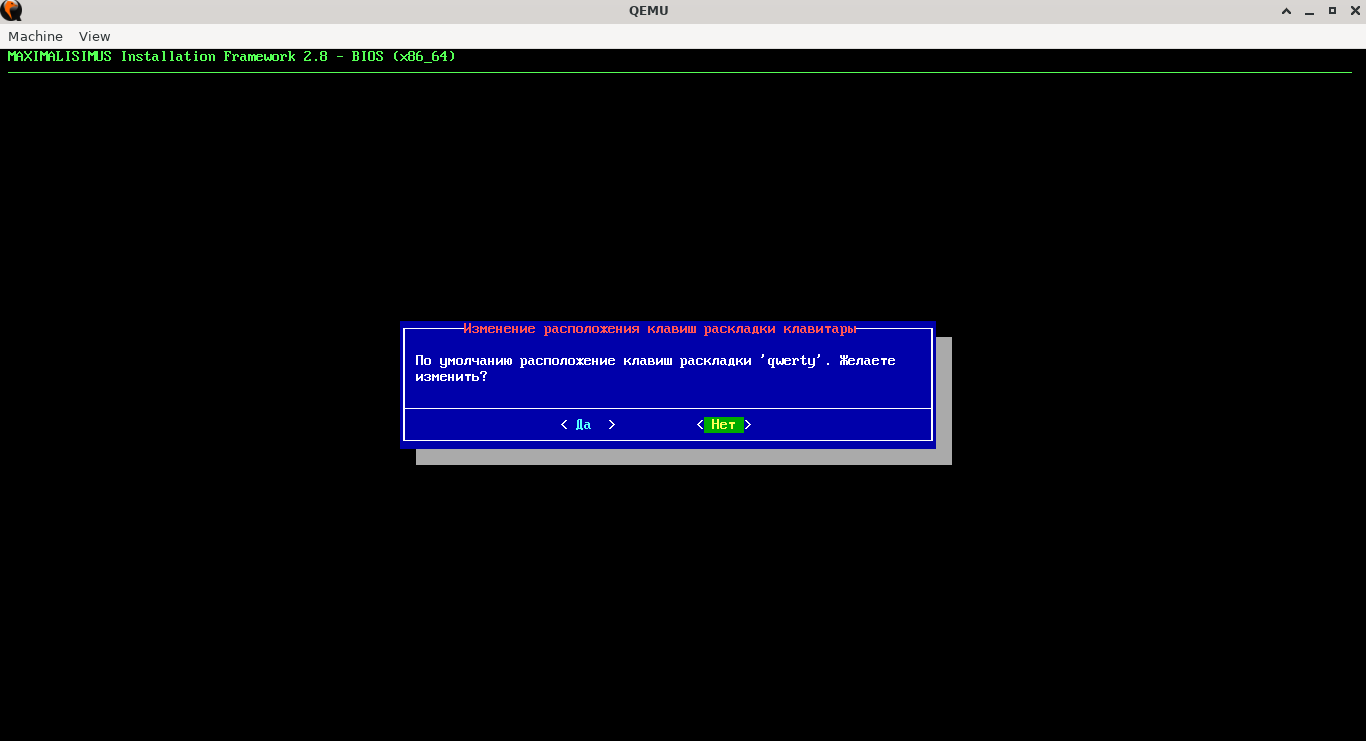 QEMU
Machine View
MAXIMALISIMUS Installation Framework 2.8 - BIOS (x86_64)
Изменение расположения клавиш раскладки клавитары
По умолчанию расположение клавиш раскладки 'qwerty'. Желаете
изменить?
< Да > < Нет >